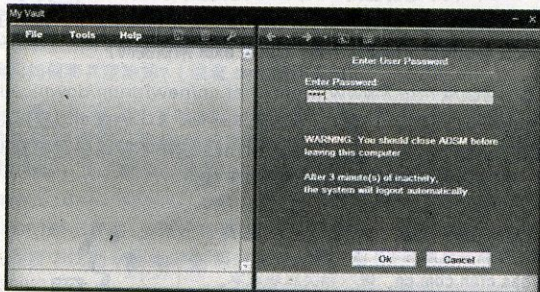 My Vault
File Tools Help
Enter User Password
Enter Password:
****
WARNING: You should close ADSM before
leaving this computer
After 3 minute(s) of inactivity,
the system will logout automatically
Ok Cancel